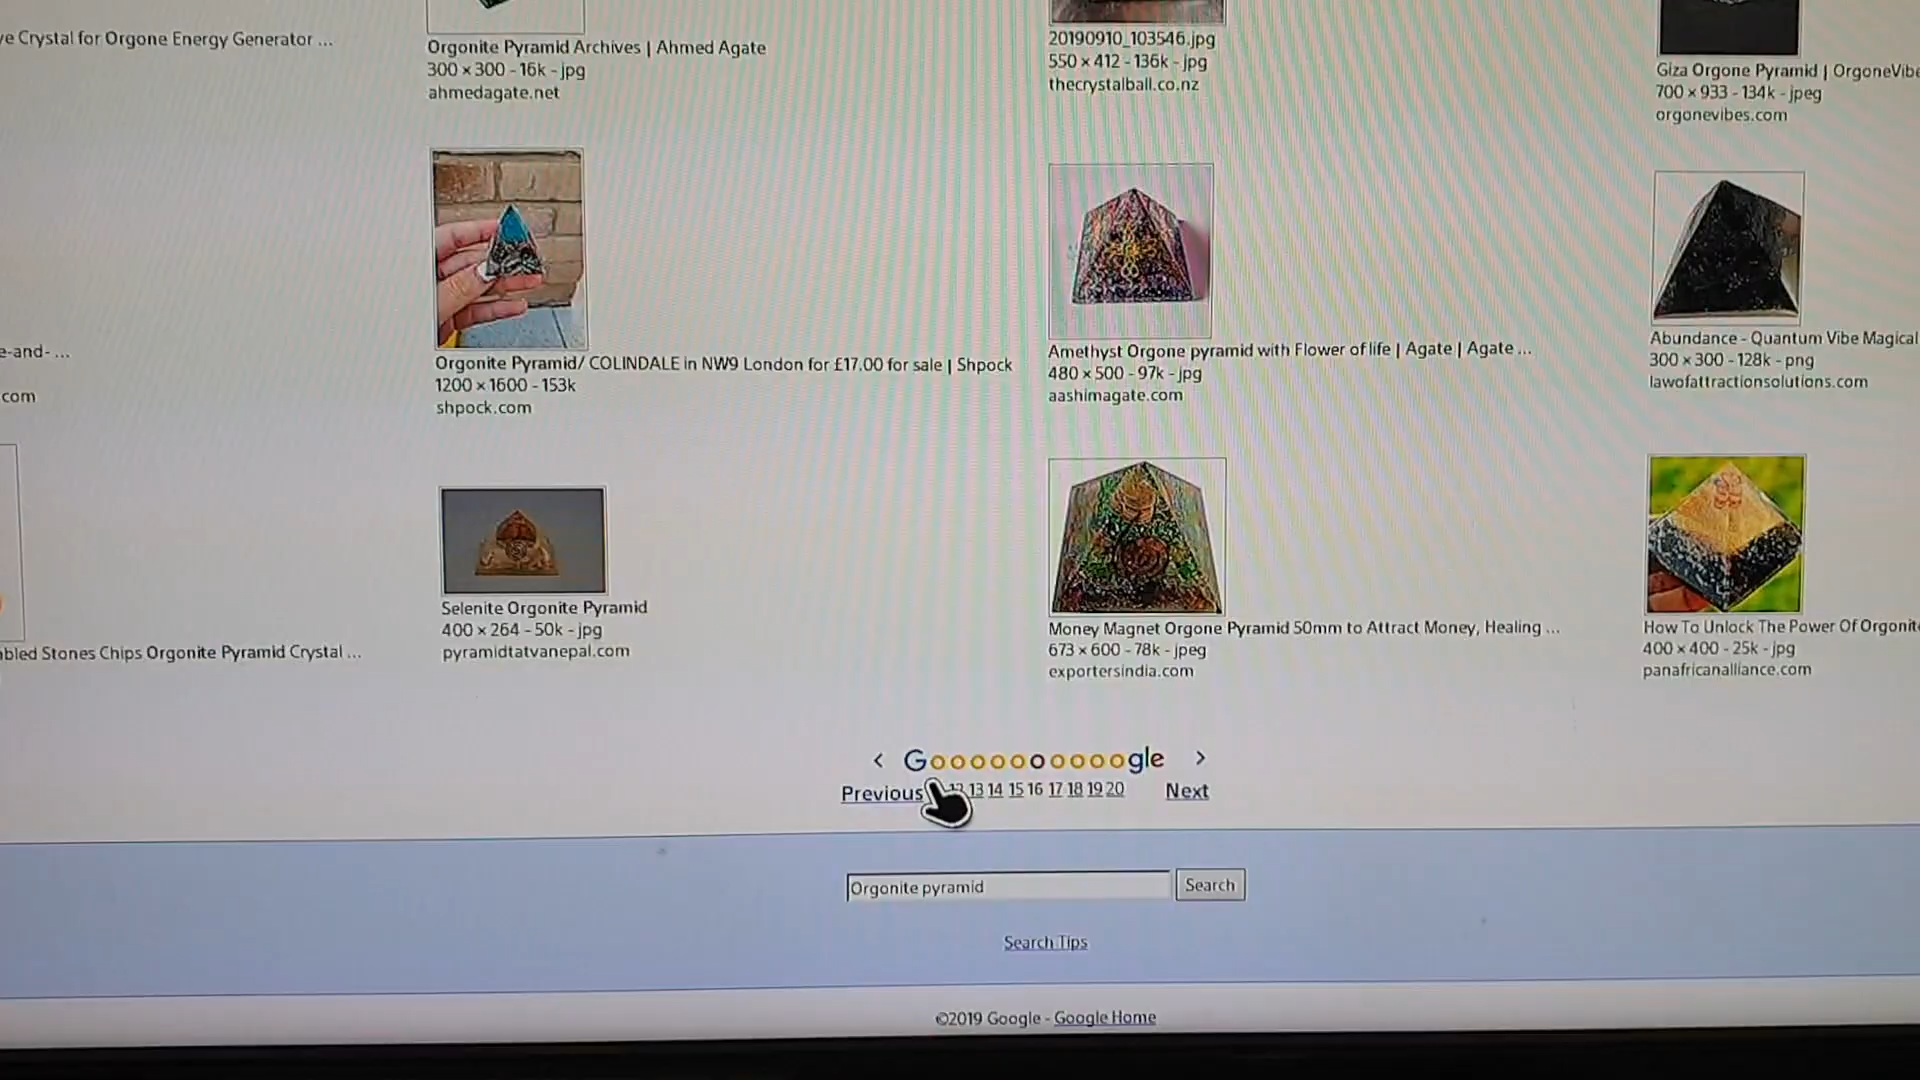 ve Crystal for Orgone Energy Generator ...
Orgonite Pyramid Archives | Ahmed Agate
300 × 300 - 16k - jpg
ahmedagate.net
20190910_103546.jpg
550 × 412 - 136k - jpg
thecrystalball.co.nz
Giza Orgone Pyramid | OrgoneVibe
700 × 933 - 134k - jpeg
orgonevibes.com
e-and- ...
com
Orgonite Pyramid/ COLINDALE in NW9 London for £17.00 for sale | Shpock
1200 × 1600 - 153k
shpock.com
Amethyst Orgone pyramid with Flower of life | Agate | Agate ...
480 × 500 - 97k - jpg
aashimagate.com
Abundance - Quantum Vibe Magical
300 × 300 - 128k - png
lawofattractionsolutions.com
bled Stones Chips Orgonite Pyramid Crystal ...
Selenite Orgonite Pyramid
400 × 264 - 50k - jpg
pyramidtatvanepal.com
Money Magnet Orgone Pyramid 50mm to Attract Money, Healing ...
673 × 600 - 78k - jpeg
exportersindia.com
How To Unlock The Power Of Orgonite
400 × 400 - 25k - jpg
panafricanalliance.com
< Goooooooooogle >
Previous 12 13 14 15 16 17 18 19 20 Next
Orgonite pyramid Search
Search Tips
©2019 Google - Google Home